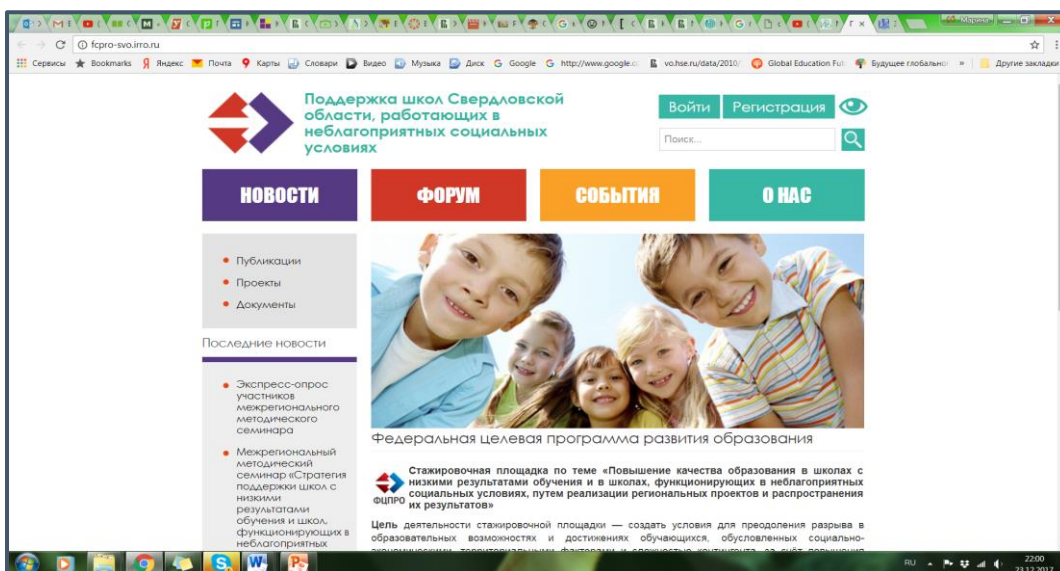 Марина
fcpro-svo.irro.ru
Сервисы Bookmarks Яндекс Почта Карты Словари Видео Музыка Диск Google http://www.google.c vo.hse.ru/data/2010/ Global Education Fut Будущее глобально » Другие закладки
Поддержка школ Свердловской
области, работающих в
неблагоприятных социальных
условиях
Войти Регистрация
Поиск...
НОВОСТИ ФОРУМ СОБЫТИЯ О НАС
Публикации
Проекты
Документы
Последние новости
Экспресс-опрос
участников
межрегионального
методического
семинара
Межрегиональный
методический
семинар «Стратегия
поддержки школ с
низкими
результатами
обучения и школ,
функционирующих в
неблагоприятных
Федеральная целевая программа развития образования
ФЦПРО
Стажировочная площадка по теме «Повышение качества образования в школах с
низкими результатами обучения и в школах, функционирующих в неблагоприятных
социальных условиях, путем реализации региональных проектов и распространения
их результатов»
Цель деятельности стажировочной площадки — создать условия для преодоления разрыва в
образовательных возможностях и достижениях обучающихся, обусловленных социально-
RU 22:00
23.12.2017